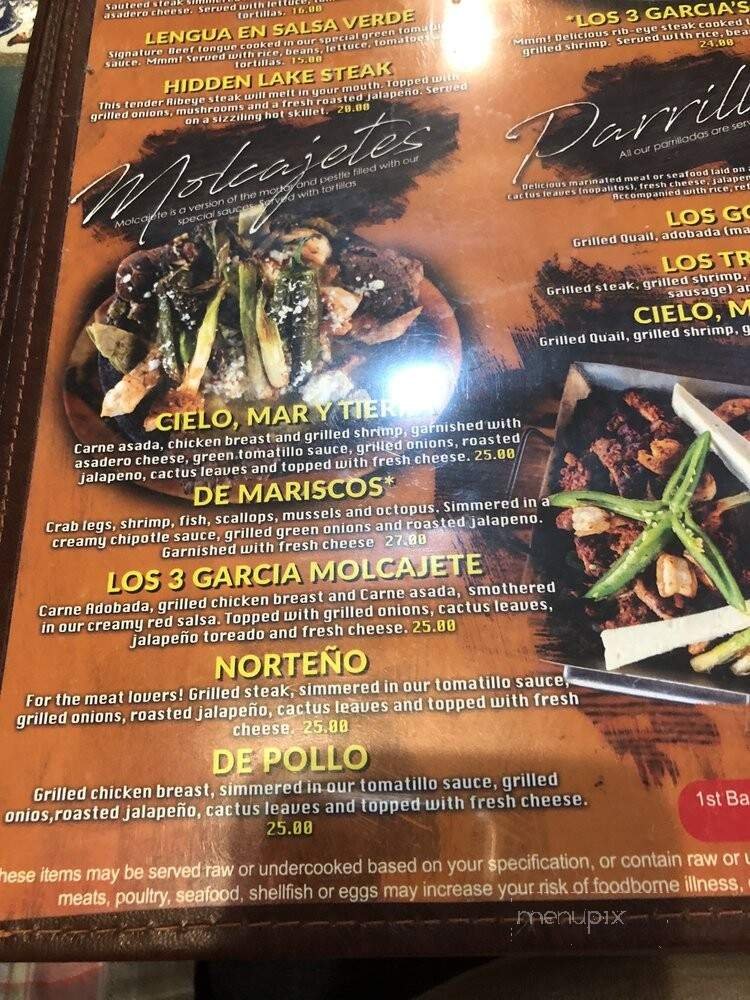 Sauteed steak simmered
asadero cheese. Served with lettuce,
tortillas. 16.00
LENGUA EN SALSA VERDE
Signature Beef tongue cooked in our special green tomatillo
sauce. Mmm! Served with rice, beans, lettuce, tomatoes
tortillas. 15.00
HIDDEN LAKE STEAK
This tender Ribeye steak will melt in your mouth. Topped with
grilled onions, mushrooms and a fresh roasted jalapeño. Served
on a sizziling hot skillet. 20.00
Molcajetes
Molcajete is a version of the mortar and pestle filled with our
special sauces. Served with tortillas
CIELO, MAR Y TIERRA
Carne asada, chicken breast and grilled shrimp, garnished with
asadero cheese, green tomatillo sauce, grilled onions, roasted
jalapeno, cactus leaves and topped with fresh cheese. 25.00
DE MARISCOS*
Crab legs, shrimp, fish, scallops, mussels and octopus. Simmered in a
creamy chipotle sauce, grilled green onions and roasted jalapeno.
Garnished with fresh cheese 27.00
LOS 3 GARCIA MOLCAJETE
Carne Adobada, grilled chicken breast and Carne asada, smothered
in our creamy red salsa. Topped with grilled onions, cactus leaves,
jalapeño toreado and fresh cheese. 25.00
NORTEÑO
For the meat lovers! Grilled steak, simmered in our tomatillo sauce,
grilled onions, roasted jalapeño, cactus leaves and topped with fresh
cheese. 25.00
DE POLLO
Grilled chicken breast, simmered in our tomatillo sauce, grilled
onios,roasted jalapeño, cactus leaves and topped with fresh cheese.
25.00
*LOS 3 GARCIA'S
Mmm! Delicious rib-eye steak cooked
grilled shrimp. Served with rice,
24.00
Parrill
All our parrilladas are
Delicious marinated meat or seafood laid on
cactus leaves (nopalitos), fresh cheese,
Accompanied with rice,
LOS
Grilled Quail, adobada
LOS
Grilled steak, grilled shrimp,
sausage)
CIELO, M
Grilled Quail, grilled shrimp,
1st
hese items may be served raw or undercooked based on your specification, or contain raw or
meats, poultry, seafood, shellfish or eggs may increase your risk of foodborne illness,
menupix